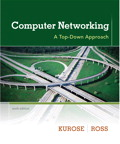 Computer Networking
A Top-Down Approach
KUROSE | ROSS